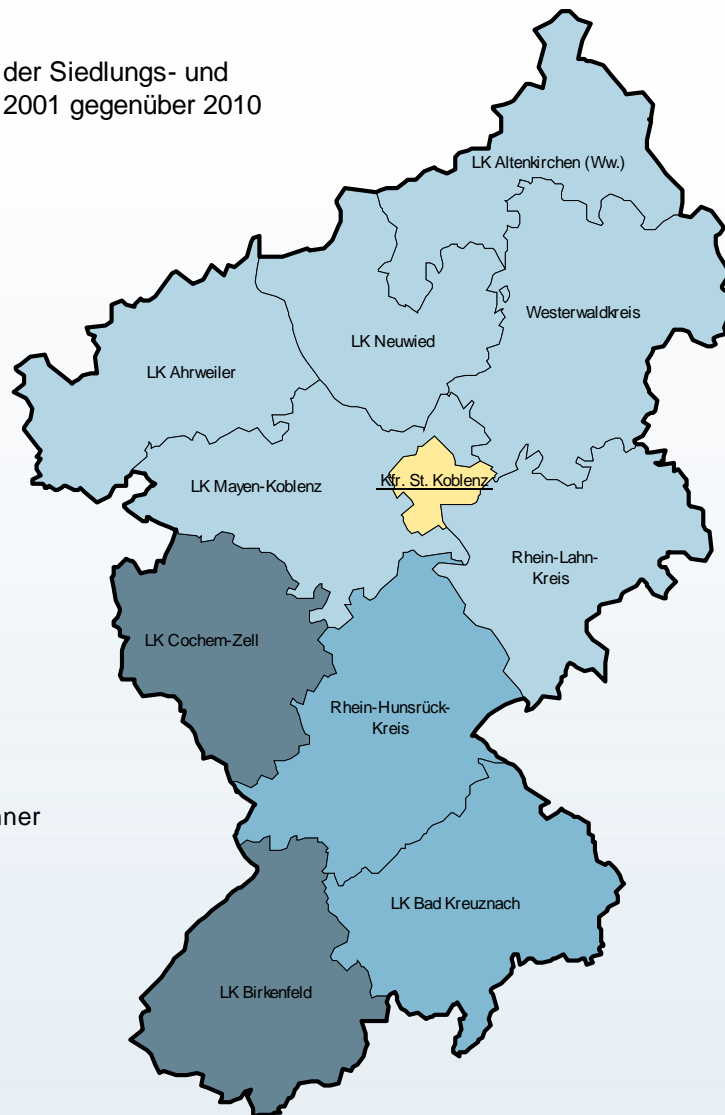 der Siedlungs- und
2001 gegenüber 2010
LK Altenkirchen (Ww.)
Westerwaldkreis
LK Neuwied
LK Ahrweiler
Kfr. St. Koblenz
LK Mayen-Koblenz
Rhein-Lahn-
Kreis
LK Cochem-Zell
Rhein-Hunsrück-
Kreis
LK Bad Kreuznach
LK Birkenfeld